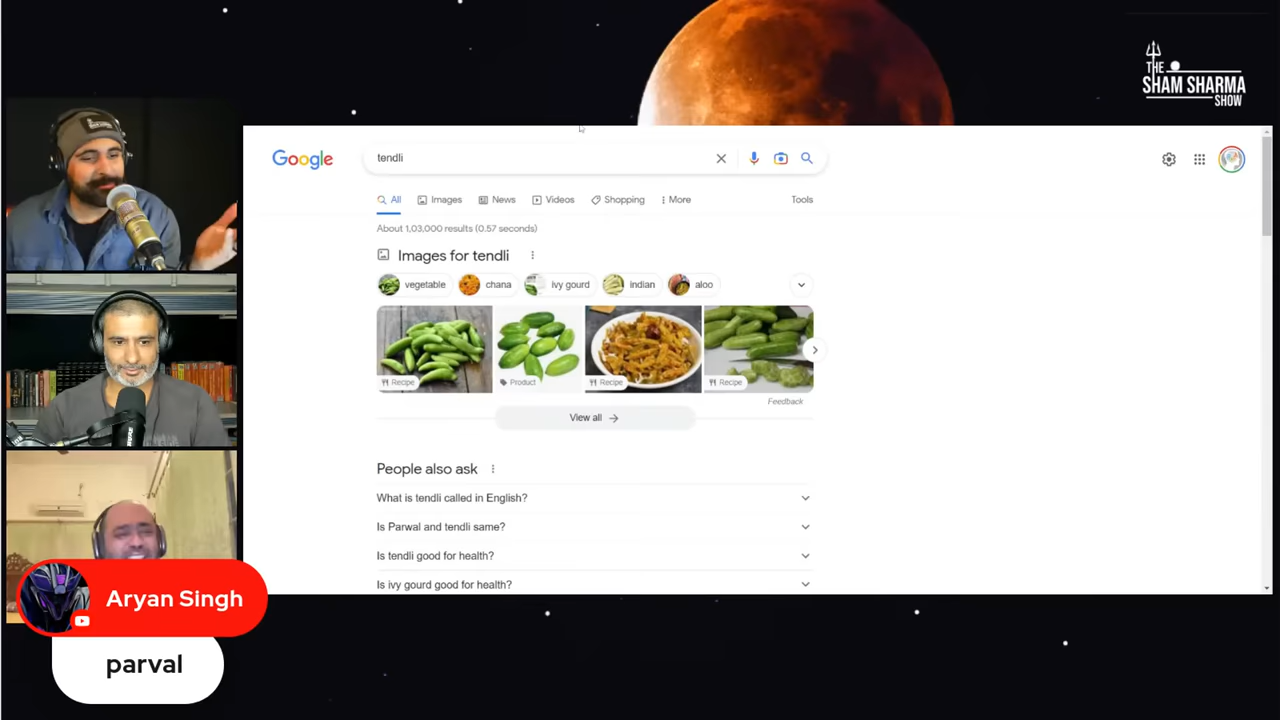 THE
SHAM SHARMA
SHOW
Google
tendli
All
Images
News
Videos
Shopping
More
Tools
About 1,03,000 results (0.57 seconds)
Images for tendli
vegetable
chana
ivy gourd
indian
aloo
Recipe
Product
Recipe
Recipe
Feedback
View all
People also ask
What is tendli called in English?
Is Parwal and tendli same?
Is tendli good for health?
Is ivy gourd good for health?
Aryan Singh
parval